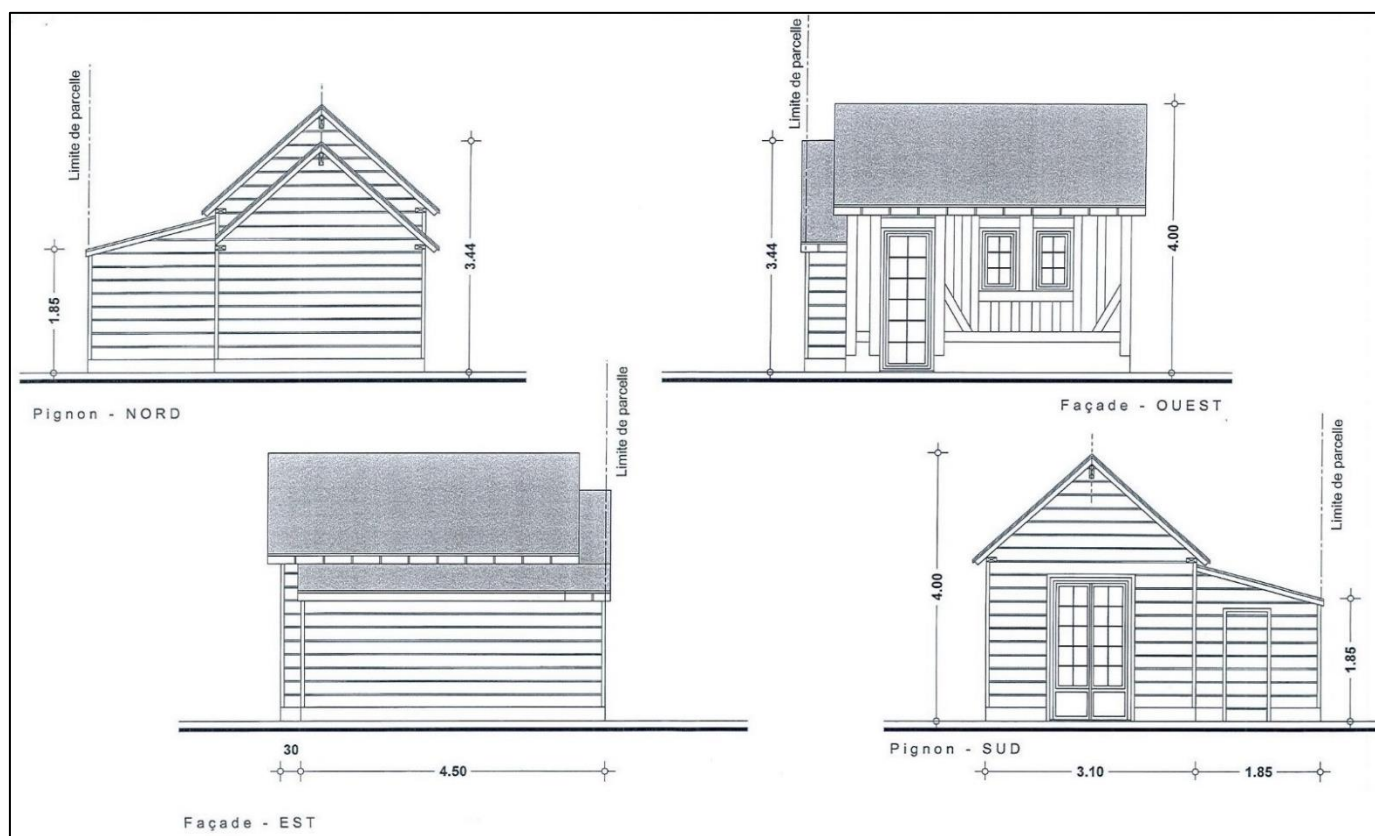 Limite de parcelle
3.44
1.85
Pignon - NORD
Limite de parcelle
3.44
4.00
Façade - OUEST
Limite de parcelle
30
4.50
Façade - EST
Limite de parcelle
4.00
1.85
Pignon - SUD
3.10
1.85